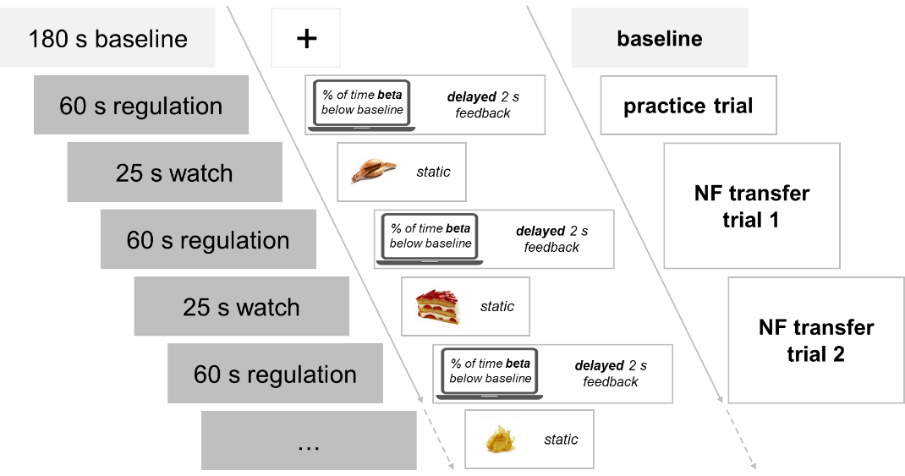 180 s baseline
+
baseline
60 s regulation
% of time beta
below baseline
delayed 2 s
feedback
practice trial
25 s watch
static
NF transfer
trial 1
60 s regulation
% of time beta
below baseline
delayed 2 s
feedback
25 s watch
static
NF transfer
trial 2
60 s regulation
% of time beta
below baseline
delayed 2 s
feedback
...
static